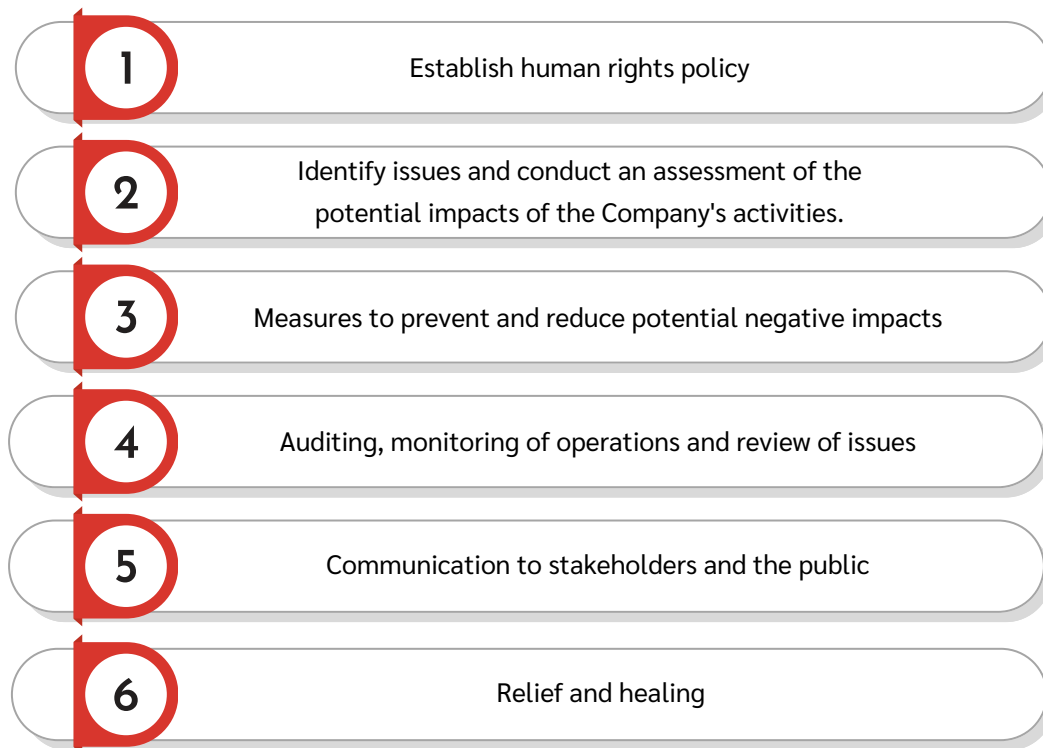 1
Establish human rights policy
2
Identify issues and conduct an assessment of the
potential impacts of the Company's activities.
3
Measures to prevent and reduce potential negative impacts
4
Auditing, monitoring of operations and review of issues
5
Communication to stakeholders and the public
6
Relief and healing